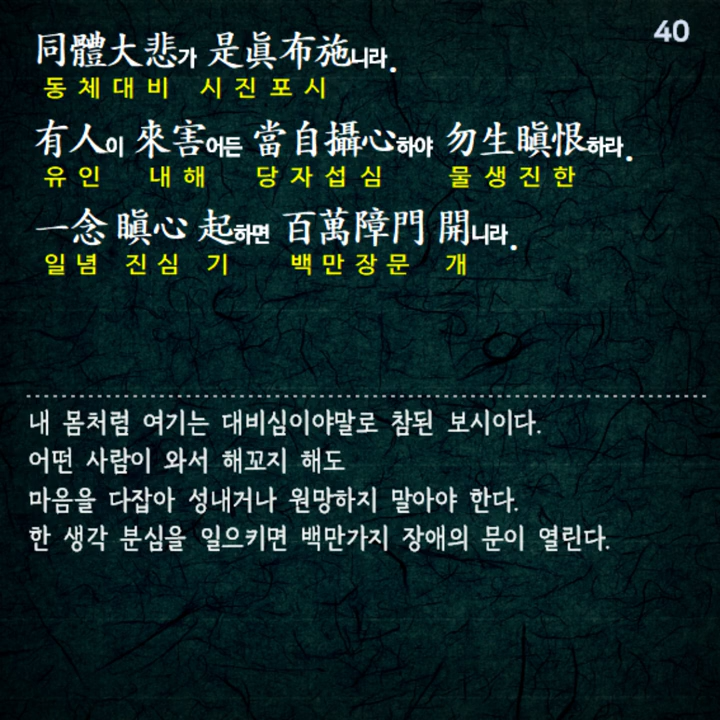 40
同體大悲가 是眞布施니라.
동체대비 시진포시
有人이 來害어든 當自攝心하야 勿生瞋恨하라.
유인 내해 당자섭심 물생진한
一念 瞋心 起하면 百萬障門 開니라.
일념 진심 기 백만장문 개
내 몸처럼 여기는 대비심이야말로 참된 보시이다.
어떤 사람이 와서 해꼬지 해도
마음을 다잡아 성내거나 원망하지 말아야 한다.
한 생각 분심을 일으키면 백만가지 장애의 문이 열린다.